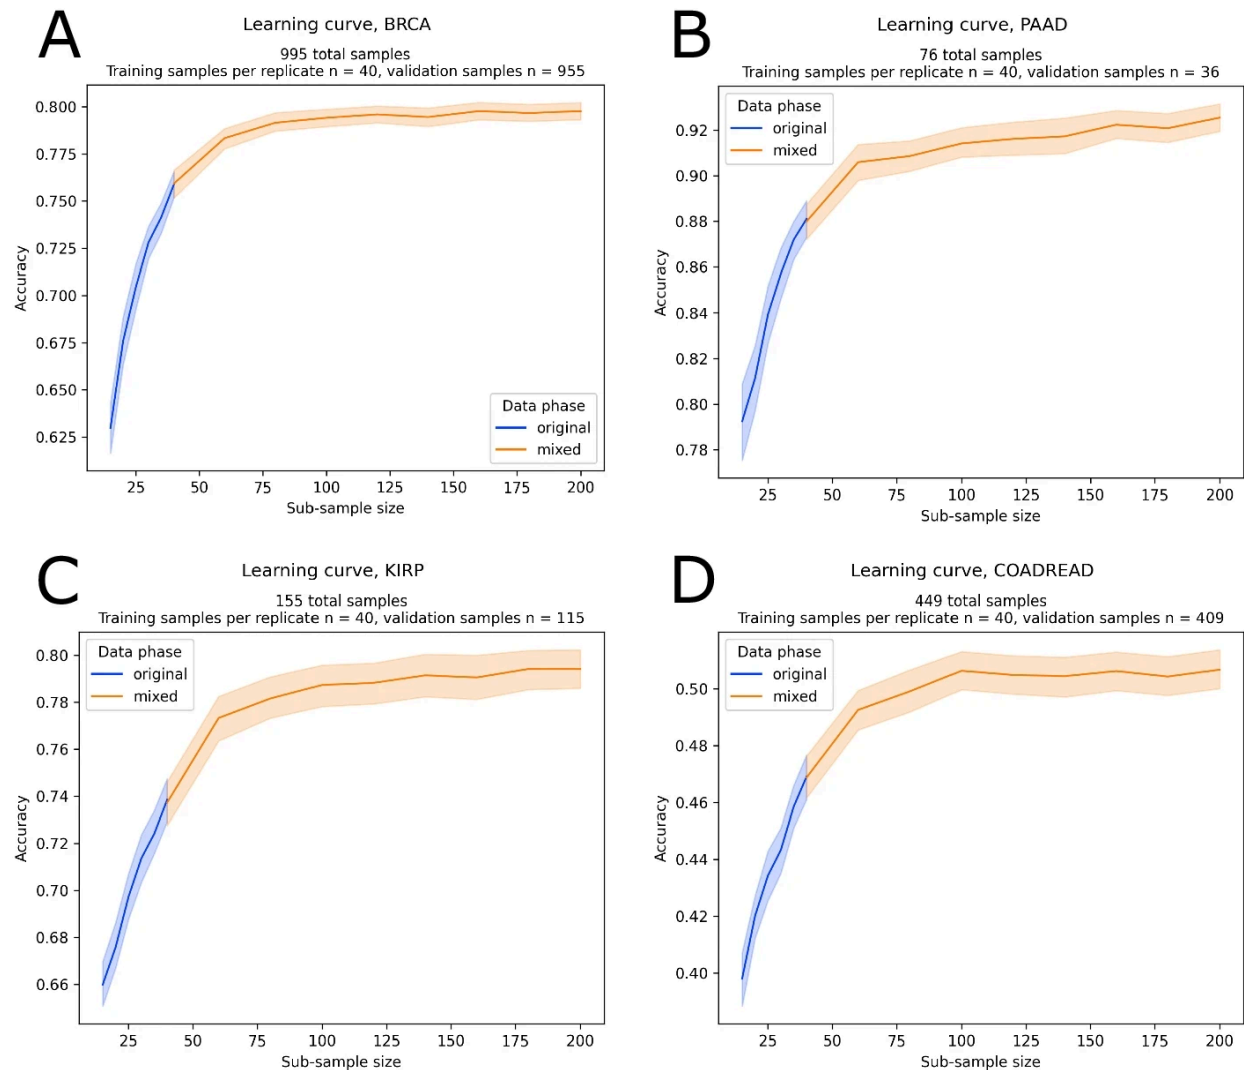 A
Learning curve, BRCA
995 total samples
Training samples per replicate n = 40, validation samples n = 955
Accuracy
0.800
0.775
0.750
0.725
0.700
0.675
0.650
0.625
Data phase
original
mixed
25 50 75 100 125 150 175 200
Sub-sample size
B
Learning curve, PAAD
76 total samples
Training samples per replicate n = 40, validation samples n = 36
Data phase
original
mixed
Accuracy
0.92
0.90
0.88
0.86
0.84
0.82
0.80
0.78
25 50 75 100 125 150 175 200
Sub-sample size
C
Learning curve, KIRP
155 total samples
Training samples per replicate n = 40, validation samples n = 115
Data phase
original
mixed
Accuracy
0.80
0.78
0.76
0.74
0.72
0.70
0.68
0.66
25 50 75 100 125 150 175 200
Sub-sample size
D
Learning curve, COADREAD
449 total samples
Training samples per replicate n = 40, validation samples n = 409
Data phase
original
mixed
Accuracy
0.50
0.48
0.46
0.44
0.42
0.40
25 50 75 100 125 150 175 200
Sub-sample size